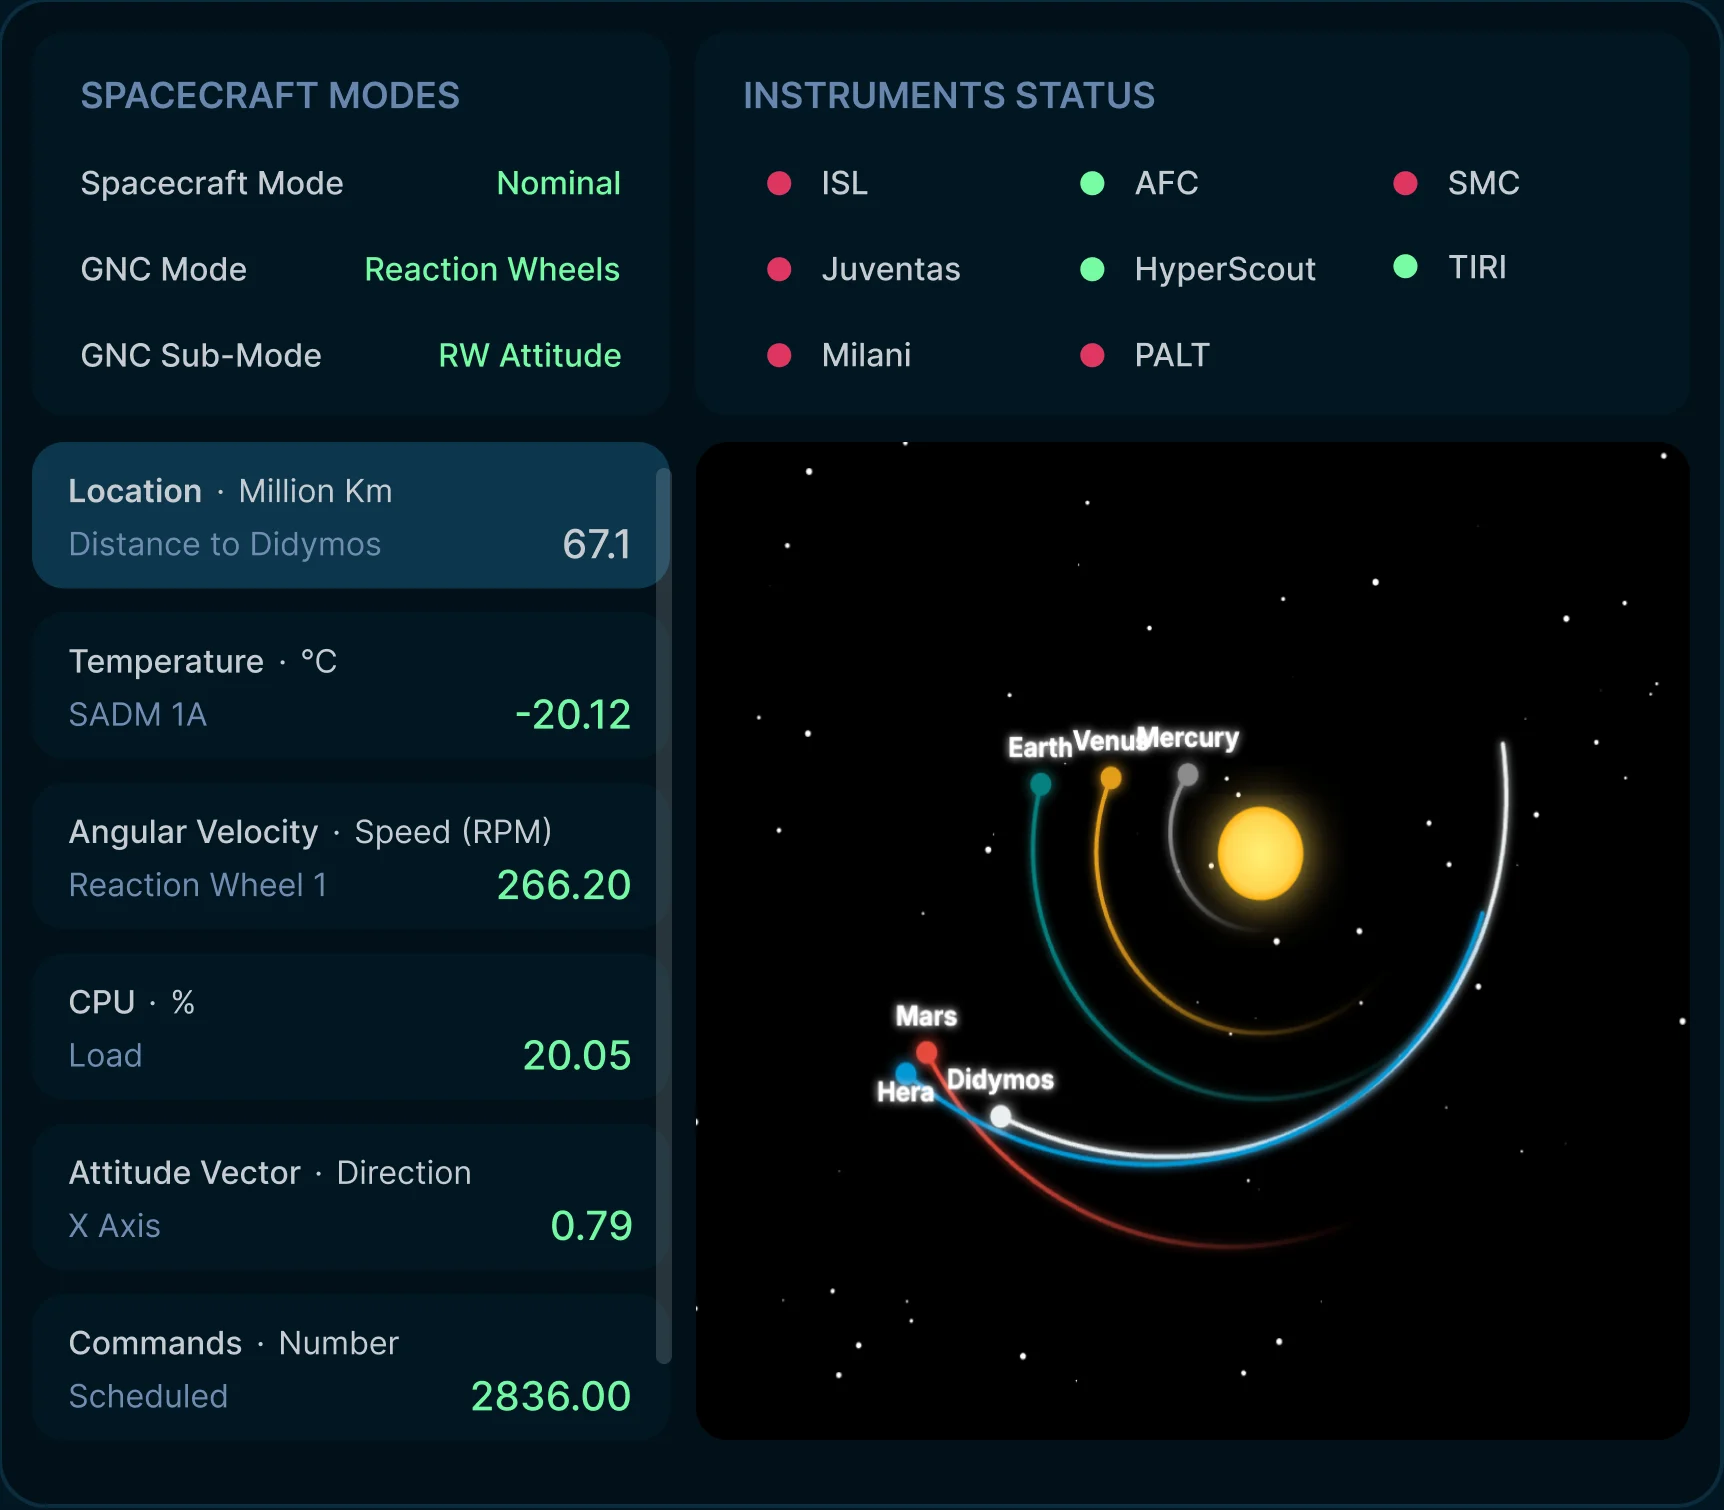 SPACECRAFT MODES
Spacecraft Mode Nominal
GNC Mode Reaction Wheels
GNC Sub-Mode RW Attitude
INSTRUMENTS STATUS
ISL AFC SMC
Juventas HyperScout TIRI
Milani PALT
Location · Million Km
Distance to Didymos 67.1
Temperature · °C
SADM 1A -20.12
Angular Velocity · Speed (RPM)
Reaction Wheel 1 266.20
CPU · %
Load 20.05
Attitude Vector · Direction
X Axis 0.79
Commands · Number
Scheduled 2836.00
Earth Venus Mercury
Mars
Hera Didymos